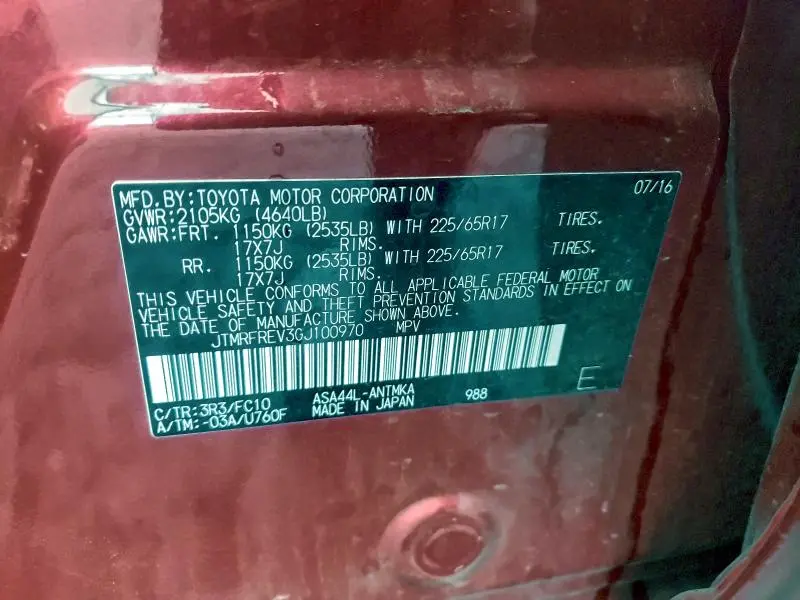 MFD.BY:TOYOTA MOTOR CORPORATION 07/16
GVWR:2105KG (4640LB)
GAWR:FRT. 1150KG (2535LB) WITH 225/65R17 TIRES.
17X7J RIMS.
RR. 1150KG (2535LB) WITH 225/65R17 TIRES.
17X7J RIMS.
THIS VEHICLE CONFORMS TO ALL APPLICABLE FEDERAL MOTOR
VEHICLE SAFETY AND THEFT PREVENTION STANDARDS IN EFFECT ON
THE DATE OF MANUFACTURE SHOWN ABOVE.
JTMRFREV3GJ100970 MPV
C/TR:3R3/FC10 ASA44L-ANTMKA 988 E
A/TM:-03A/U760F MADE IN JAPAN